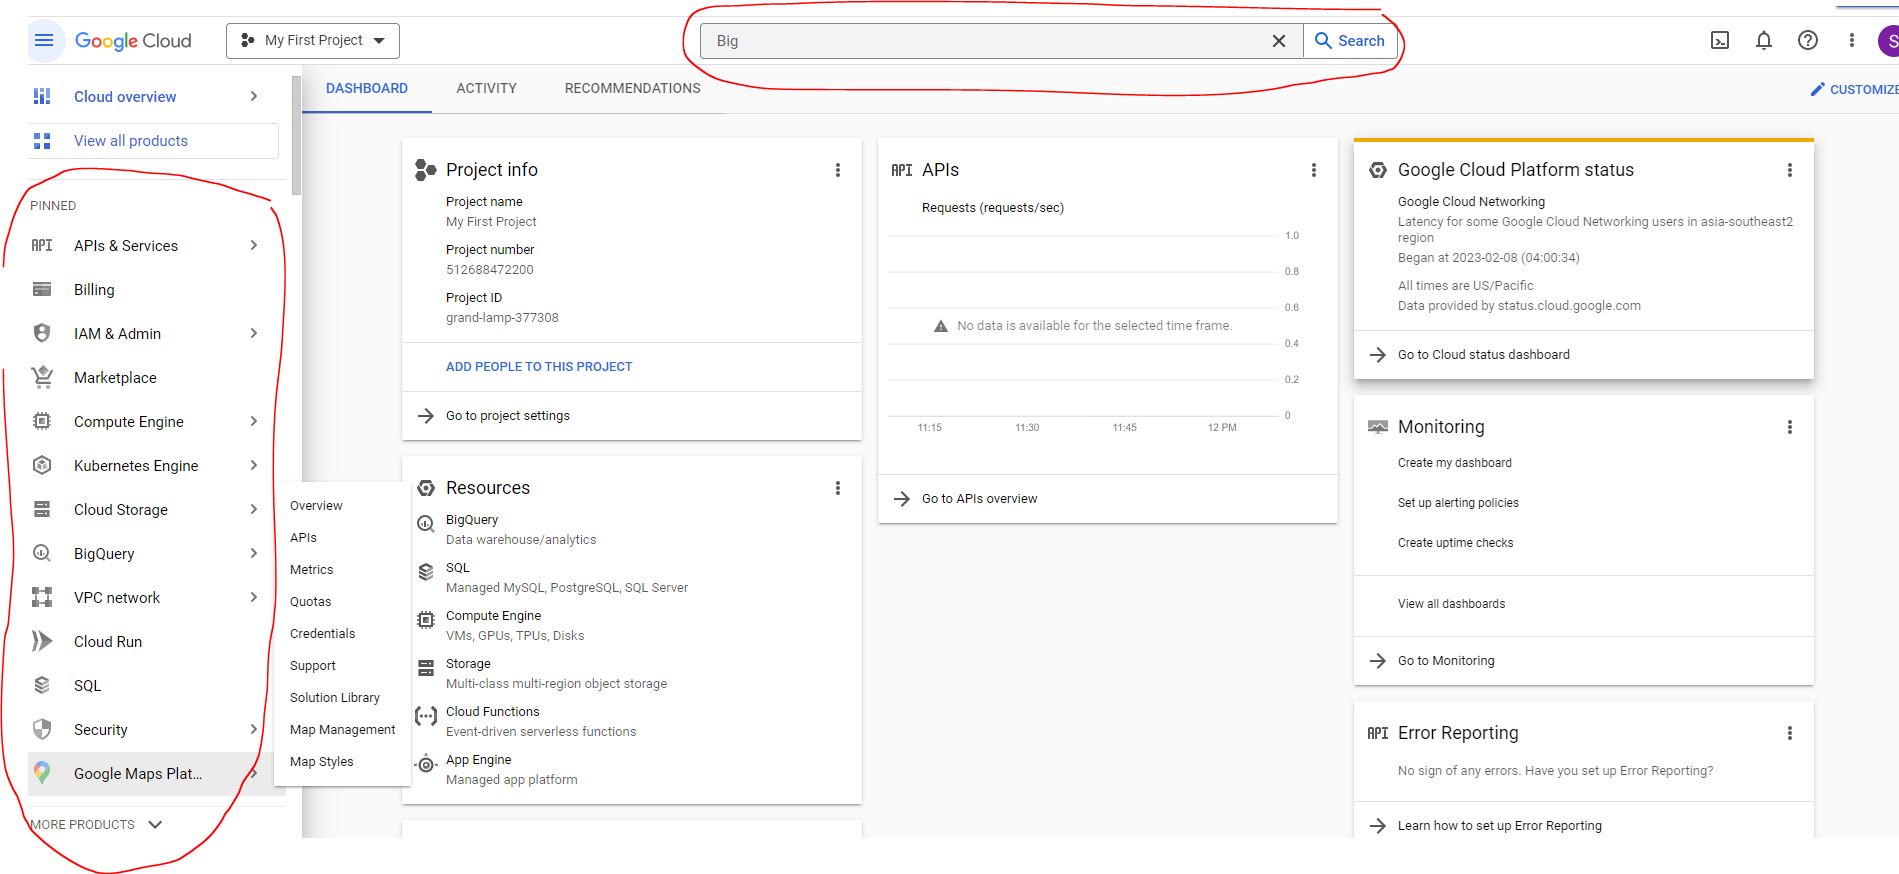 Google Cloud
My First Project
Big
Search
S
Cloud overview
View all products
PINNED
APIs & Services
Billing
IAM & Admin
Marketplace
Compute Engine
Kubernetes Engine
Cloud Storage
BigQuery
VPC network
Cloud Run
SQL
Security
Google Maps Plat...
MORE PRODUCTS
Overview
APIs
Metrics
Quotas
Credentials
Support
Solution Library
Map Management
Map Styles
DASHBOARD
ACTIVITY
RECOMMENDATIONS
CUSTOMIZE
Project info
Project name
My First Project
Project number
512688472200
Project ID
grand-lamp-377308
ADD PEOPLE TO THIS PROJECT
Go to project settings
Resources
BigQuery
Data warehouse/analytics
SQL
Managed MySQL, PostgreSQL, SQL Server
Compute Engine
VMs, GPUs, TPUs, Disks
Storage
Multi-class multi-region object storage
Cloud Functions
Event-driven serverless functions
App Engine
Managed app platform
API APIs
Requests (requests/sec)
1.0
0.8
0.6
No data is available for the selected time frame.
0.4
0.2
0
11:15 11:30 11:45 12 PM
Go to APIs overview
Google Cloud Platform status
Google Cloud Networking
Latency for some Google Cloud Networking users in asia-southeast2
region
Began at 2023-02-08 (04:00:34)
All times are US/Pacific
Data provided by status.cloud.google.com
Go to Cloud status dashboard
Monitoring
Create my dashboard
Set up alerting policies
Create uptime checks
View all dashboards
Go to Monitoring
API Error Reporting
No sign of any errors. Have you set up Error Reporting?
Learn how to set up Error Reporting